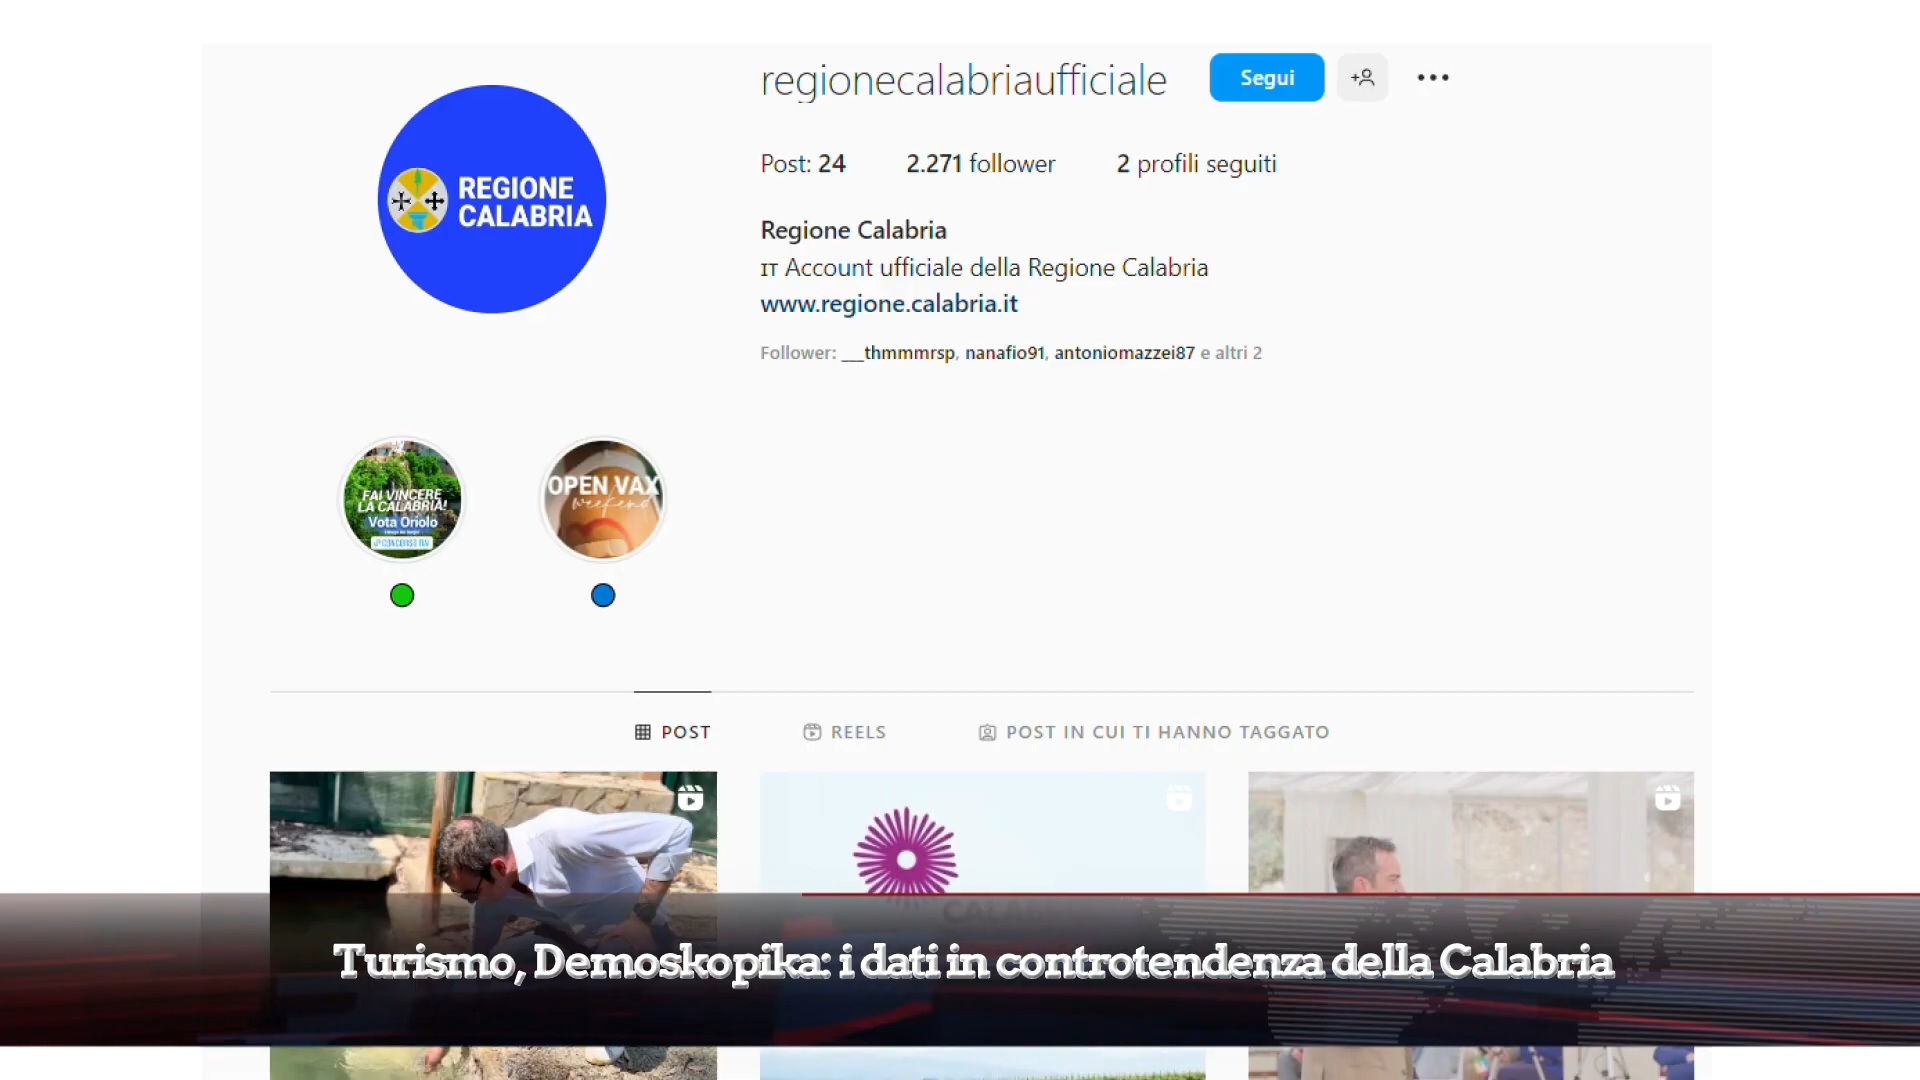 regionecalabriaufficiale
Segui
Post: 24
2.271 follower
2 profili seguiti
REGIONE
CALABRIA
Regione Calabria
IT Account ufficiale della Regione Calabria
www.regione.calabria.it
Follower: ___thmmmrsp, nanafio91, antoniomazzei87 e altri 2
FAI VINCERE
LA CALABRIA!
Vota Oriolo
OPEN VAX
weekend
POST
REELS
POST IN CUI TI HANNO TAGGATO
Turismo, Demoskopika: i dati in controtendenza della Calabria